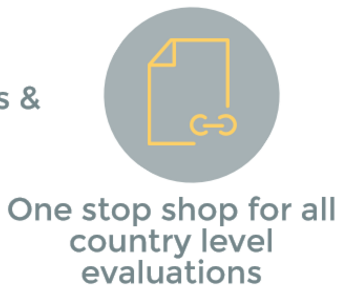 s &
One stop shop for all
country level
evaluations